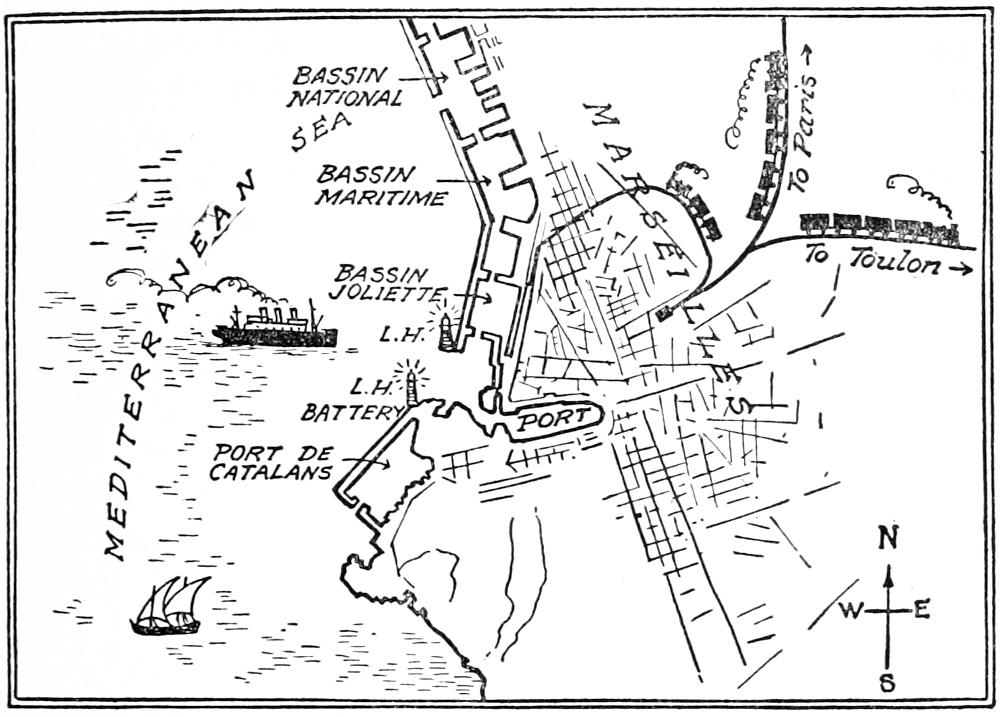 BASSIN
NATIONAL
MEDITERRANEAN SEA
BASSIN
MARITIME
MARSEILLES
To Paris →
To Toulon →
BASSIN
JOLIETTE
L.H.
L.H.
BATTERY
PORT
PORT DE
CATALANS
N
W E
S